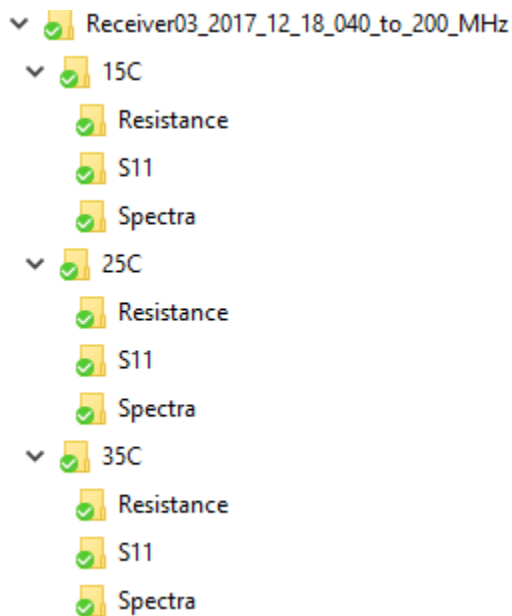 Receiver03_2017_12_18_040_to_200_MHz
15C
Resistance
S11
Spectra
25C
Resistance
S11
Spectra
35C
Resistance
S11
Spectra